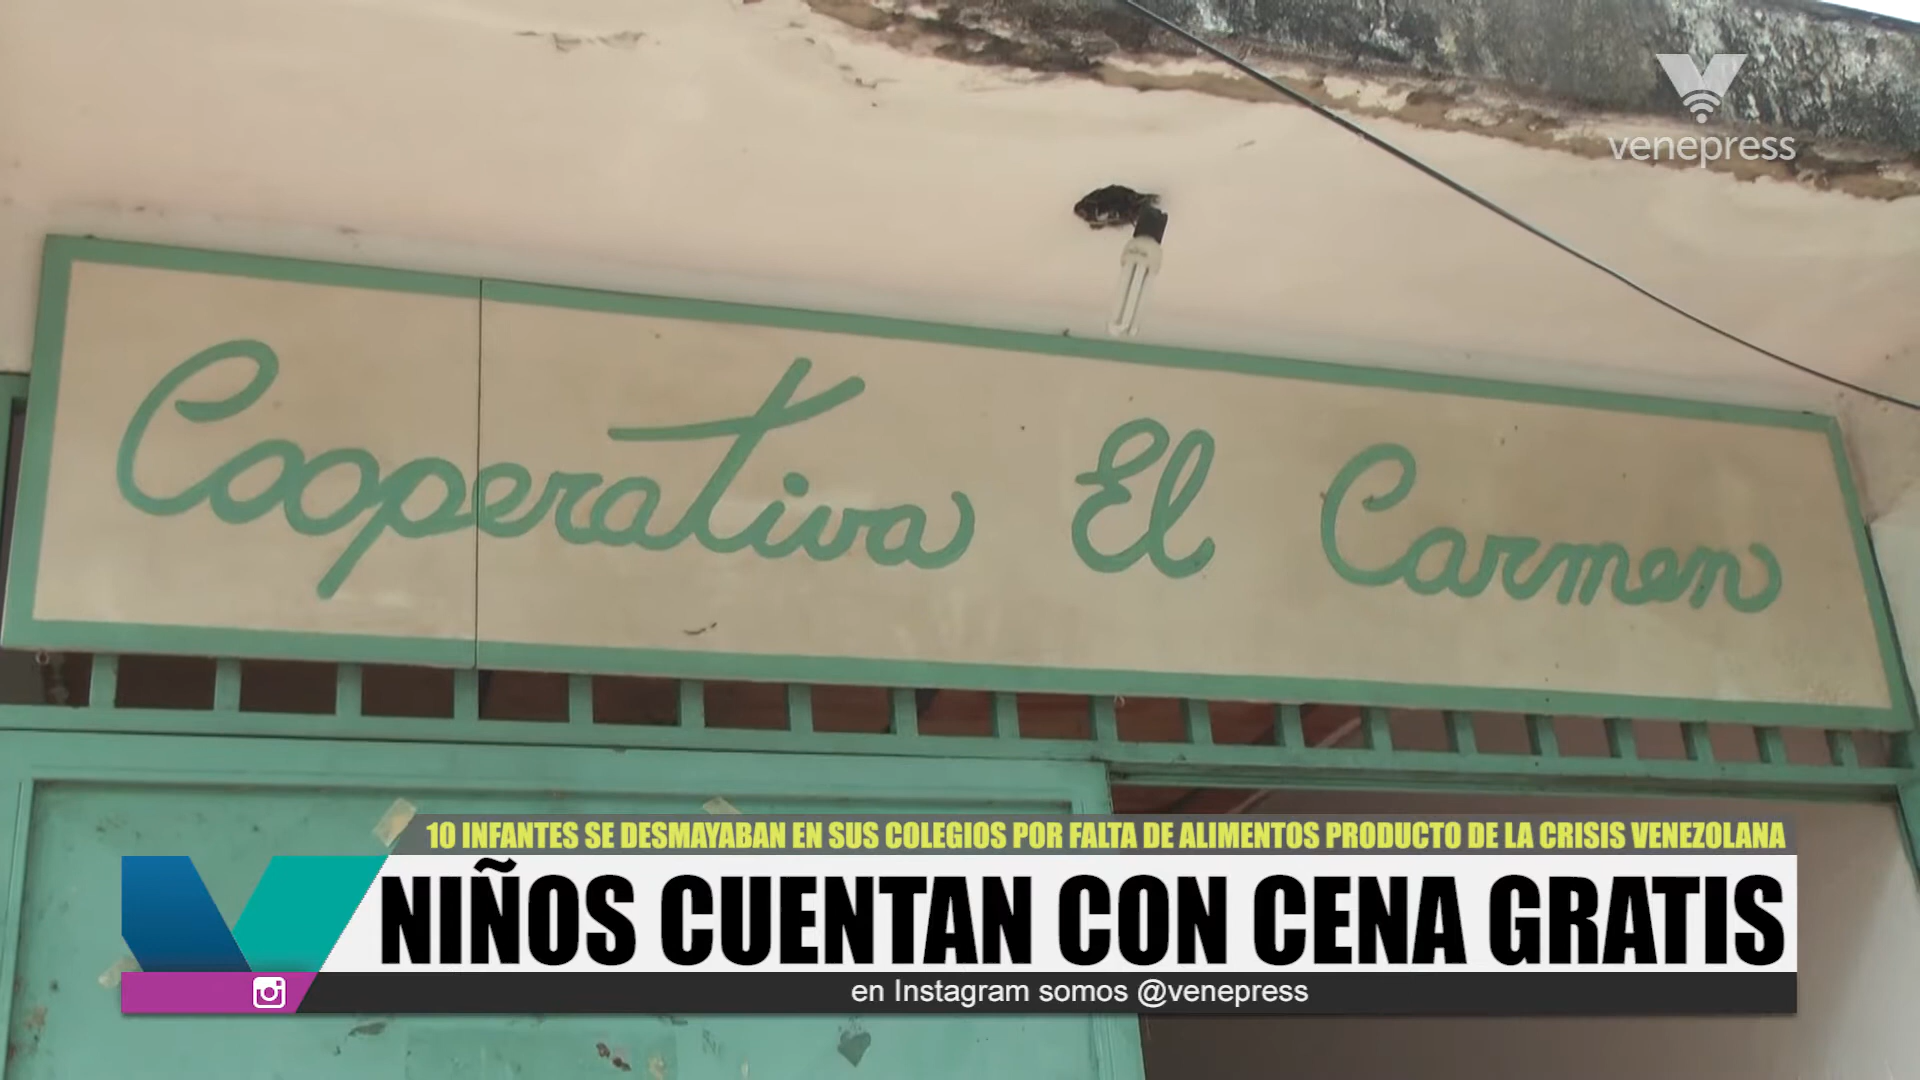 venepress
Cooperativa El Carmen
10 INFANTES SE DESMAYABAN EN SUS COLEGIOS POR FALTA DE ALIMENTOS PRODUCTO DE LA CRISIS VENEZOLANA
NIÑOS CUENTAN CON CENA GRATIS
en Instagram somos @venepress